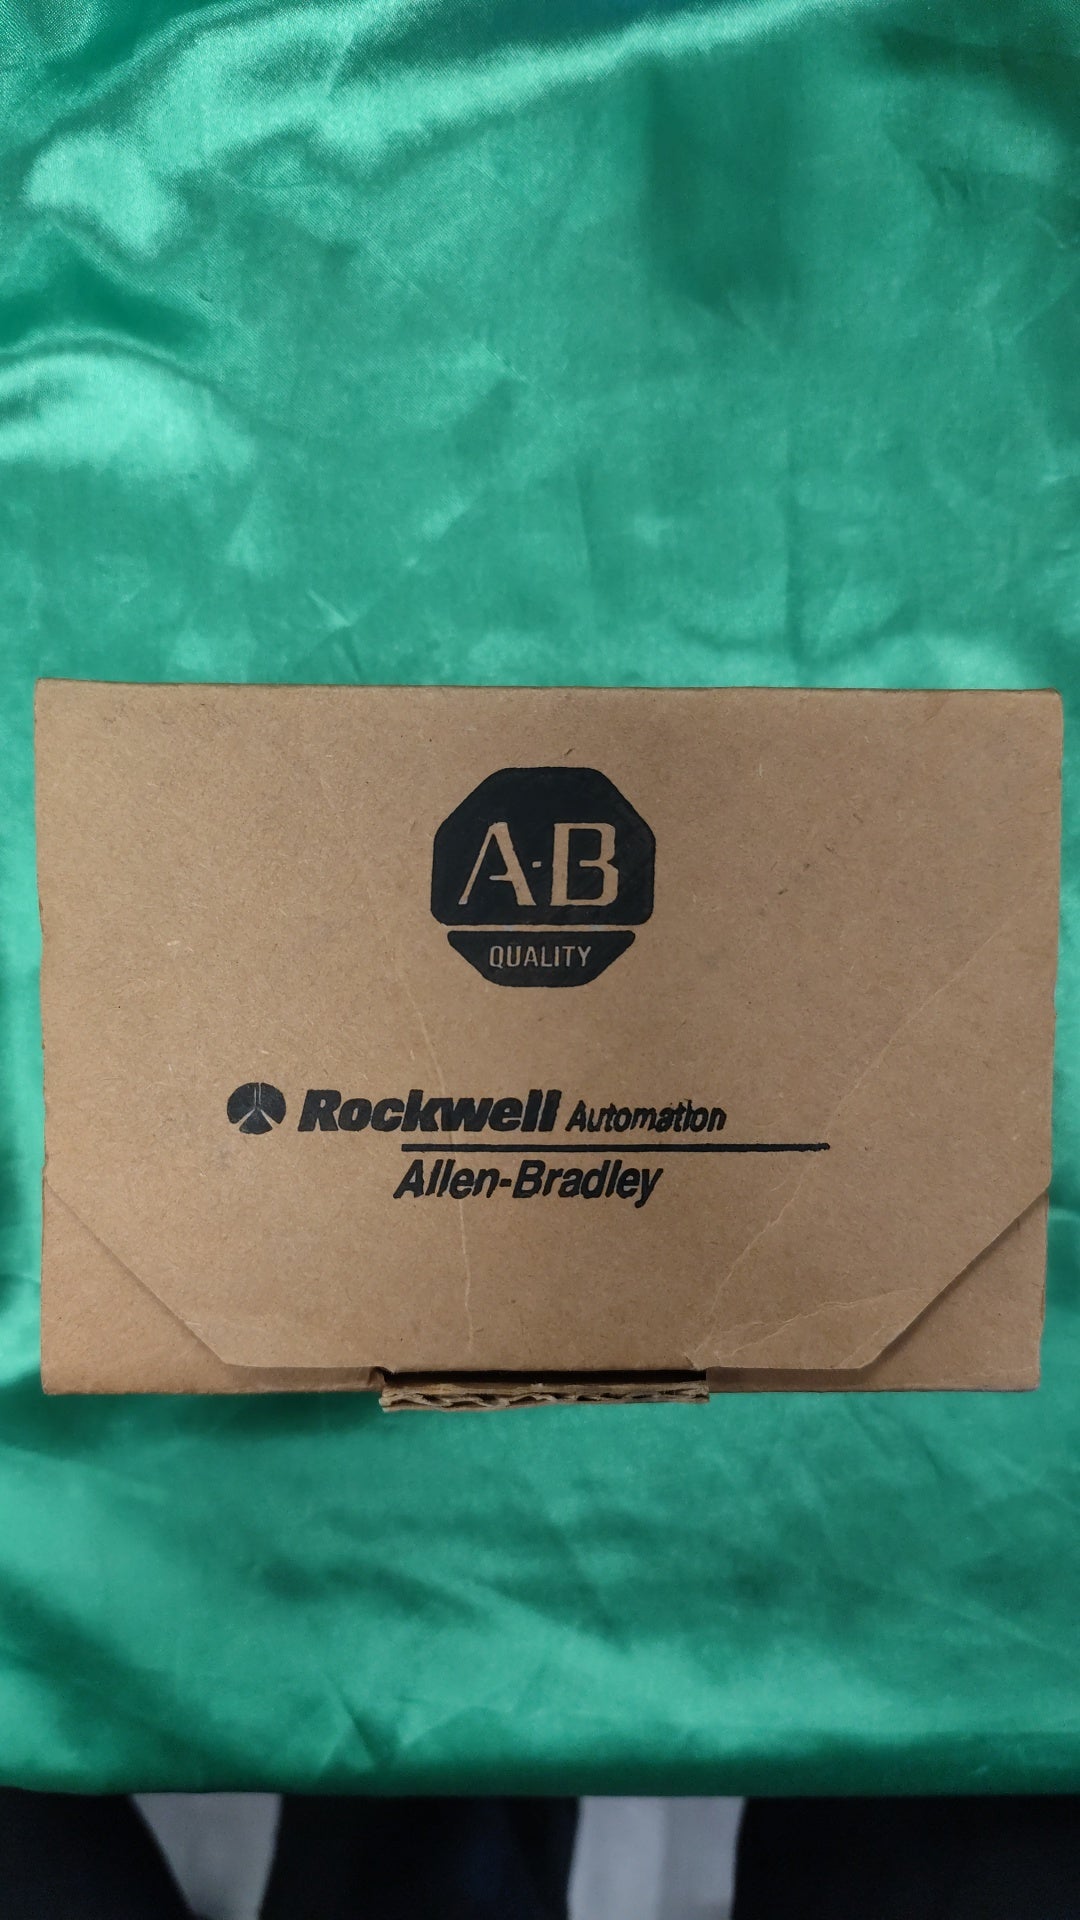 A-B
QUALITY
Rockwell Automation
Allen-Bradley